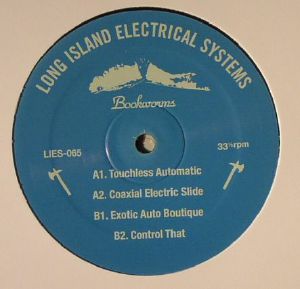 LONG ISLAND ELECTRICAL SYSTEMS
Bookworms
LIES-065
33⅓rpm
A1. Touchless Automatic
A2. Coaxial Electric Slide
B1. Exotic Auto Boutique
B2. Control That